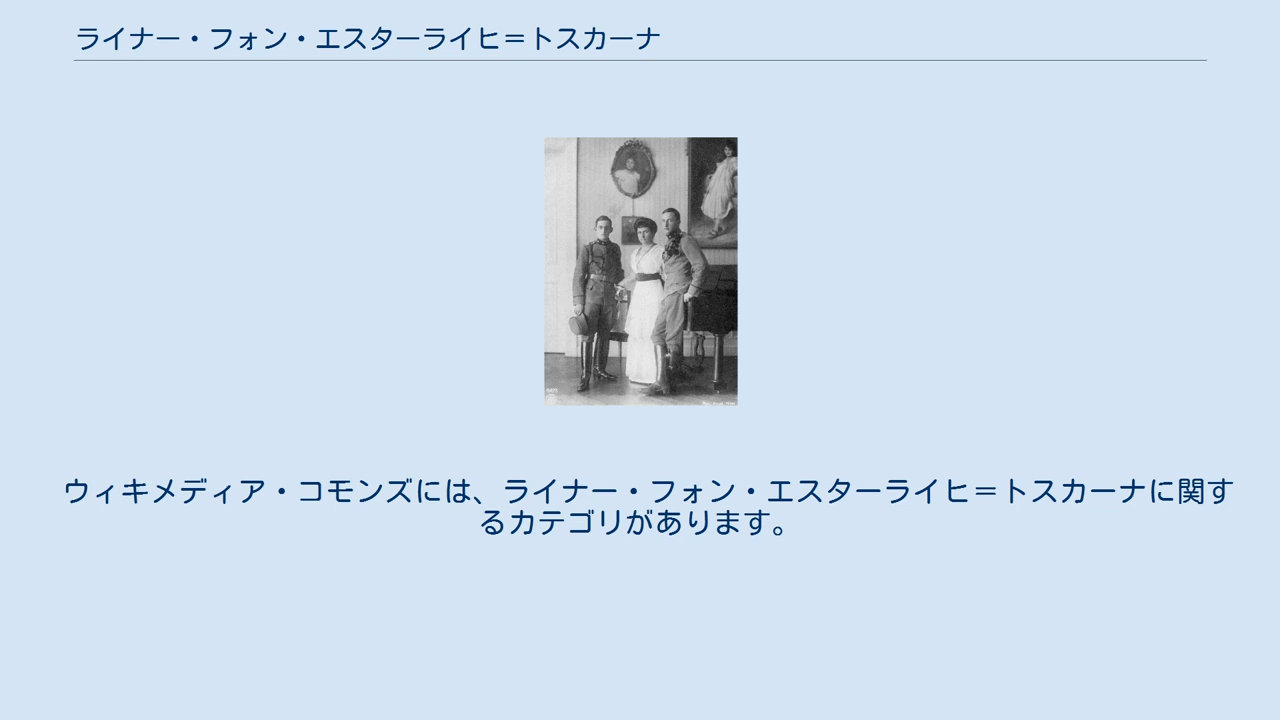 ライナー・フォン・エスターライヒ＝トスカーナ
ウィキメディア・コモンズには、ライナー・フォン・エスターライヒ＝トスカーナに関す
るカテゴリがあります。